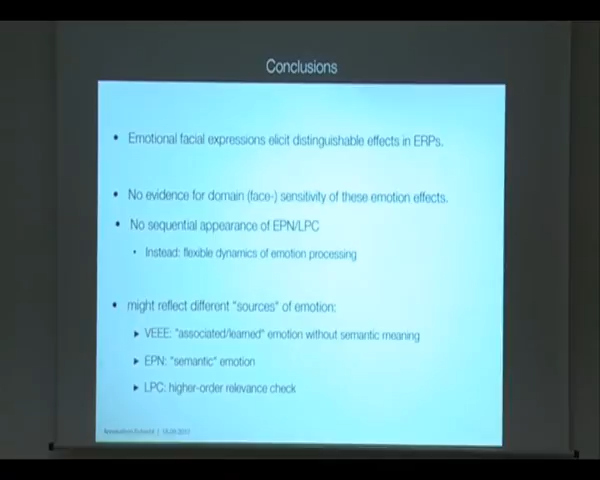 Conclusions
• Emotional facial expressions elicit distinguishable effects in ERPs.
• No evidence for domain (face-) sensitivity of these emotion effects.
• No sequential appearance of EPN/LPC
• Instead: flexible dynamics of emotion processing
• might reflect different "sources" of emotion:
▸ VEEE: "associated/learned" emotion without semantic meaning
▸ EPN: "semantic" emotion
▸ LPC: higher-order relevance check